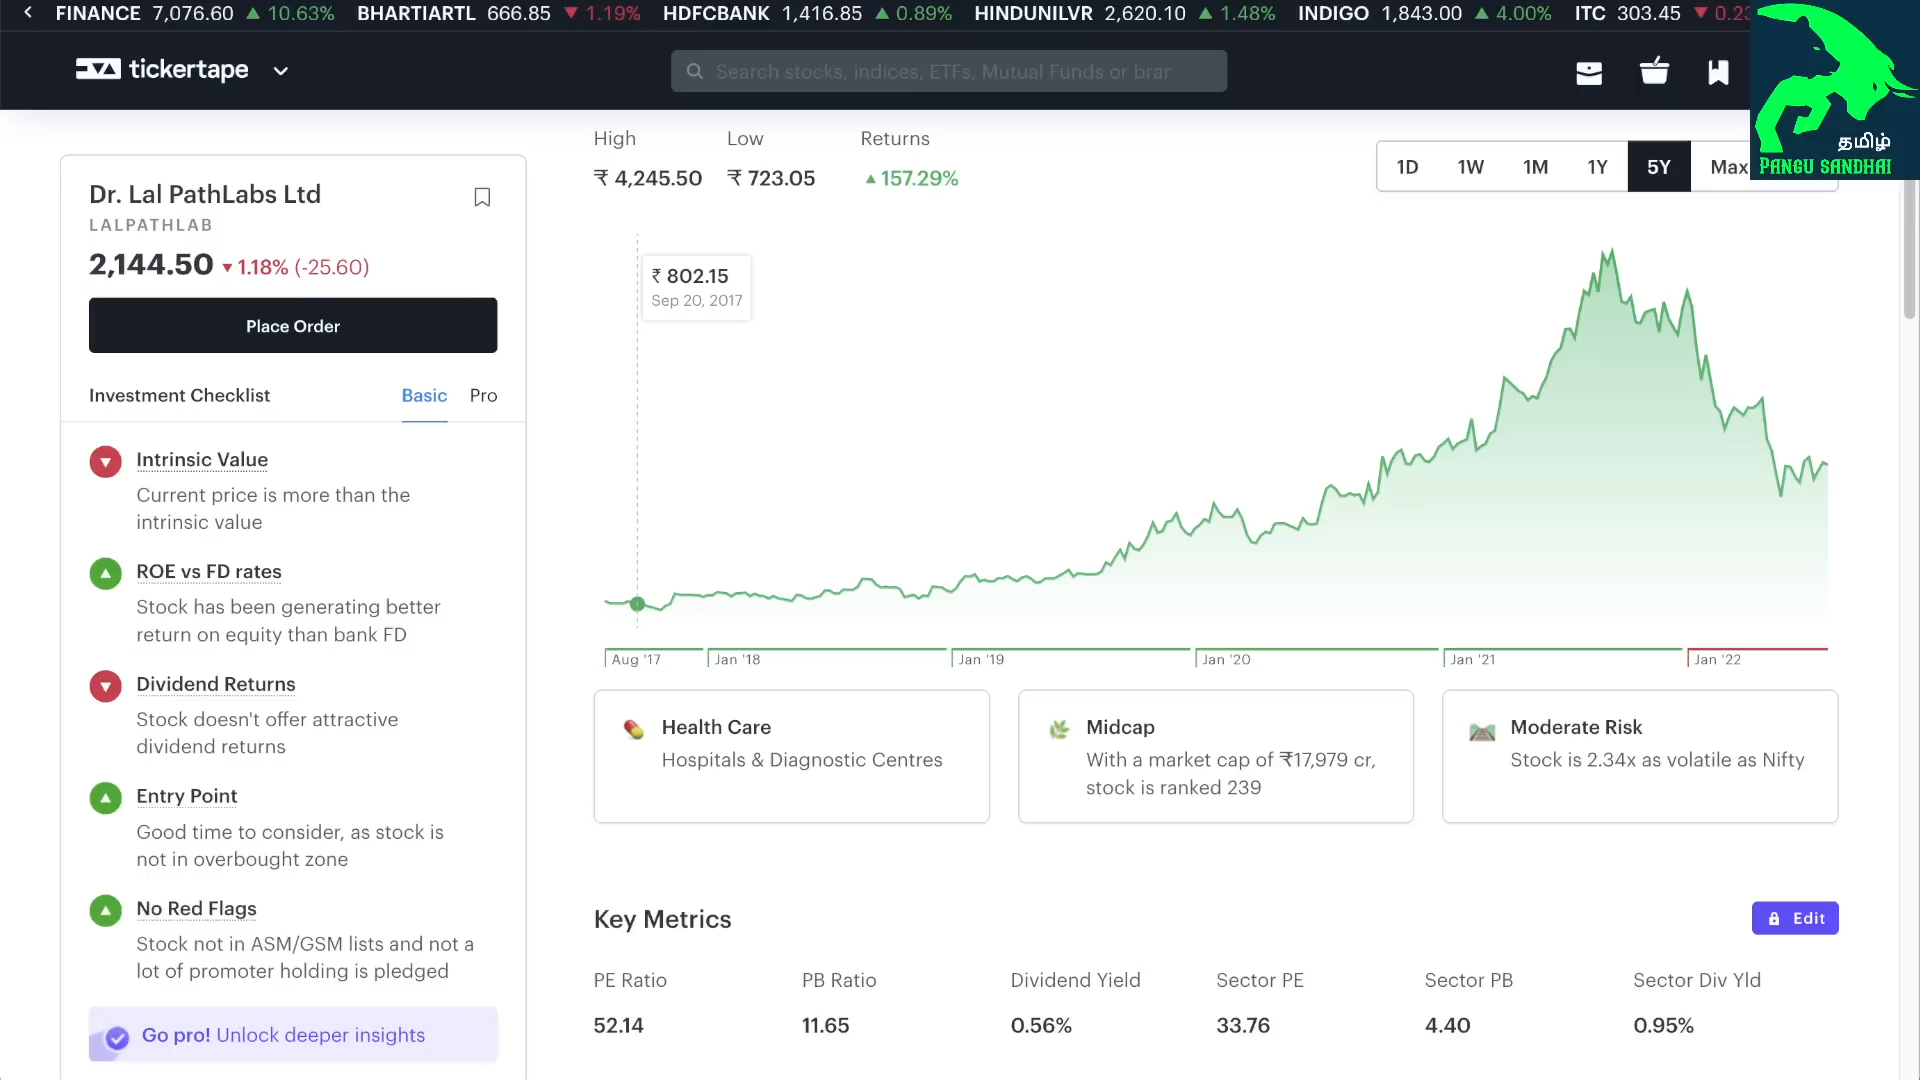 FINANCE 7,076.60 ▲ 10.63% BHARTIARTL 666.85 ▼ 1.19% HDFCBANK 1,416.85 ▲ 0.89% HINDUNILVR 2,620.10 ▲ 1.48% INDIGO 1,843.00 ▲ 4.00% ITC 303.45 ▼
tickertape
Search stocks, indices, ETFs, Mutual Funds or brar
தமிழ்
PANGU SANDHAI
Dr. Lal PathLabs Ltd
LALPATHLAB
2,144.50 ▼ 1.18% (-25.60)
Place Order
Investment Checklist Basic Pro
Intrinsic Value
Current price is more than the
intrinsic value
ROE vs FD rates
Stock has been generating better
return on equity than bank FD
Dividend Returns
Stock doesn't offer attractive
dividend returns
Entry Point
Good time to consider, as stock is
not in overbought zone
No Red Flags
Stock not in ASM/GSM lists and not a
lot of promoter holding is pledged
Go pro! Unlock deeper insights
High Low Returns
₹ 4,245.50 ₹ 723.05 ▲ 157.29%
1D 1W 1M 1Y 5Y Max
₹ 802.15
Sep 20, 2017
Aug '17 Jan '18 Jan '19 Jan '20 Jan '21 Jan '22
Health Care
Hospitals & Diagnostic Centres
Midcap
With a market cap of ₹17,979 cr,
stock is ranked 239
Moderate Risk
Stock is 2.34x as volatile as Nifty
Key Metrics
Edit
PE Ratio PB Ratio Dividend Yield Sector PE Sector PB Sector Div Yld
52.14 11.65 0.56% 33.76 4.40 0.95%